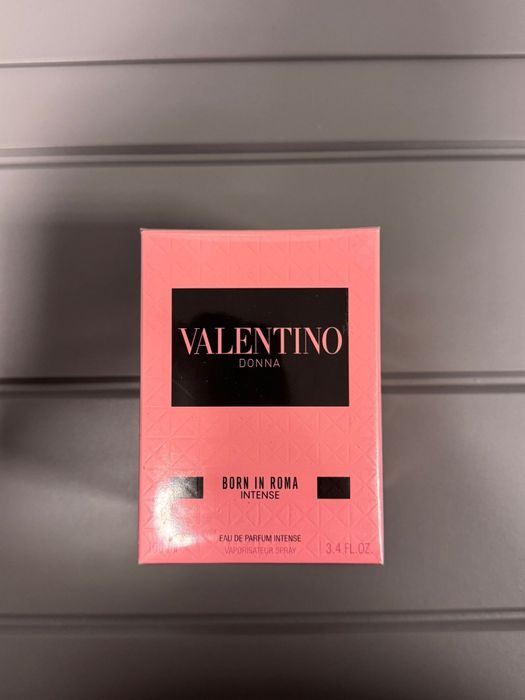 VALENTINO
DONNA
BORN IN ROMA
INTENSE
EAU DE PARFUM INTENSE
VAPORISATEUR SPRAY
3.4 FL.OZ.